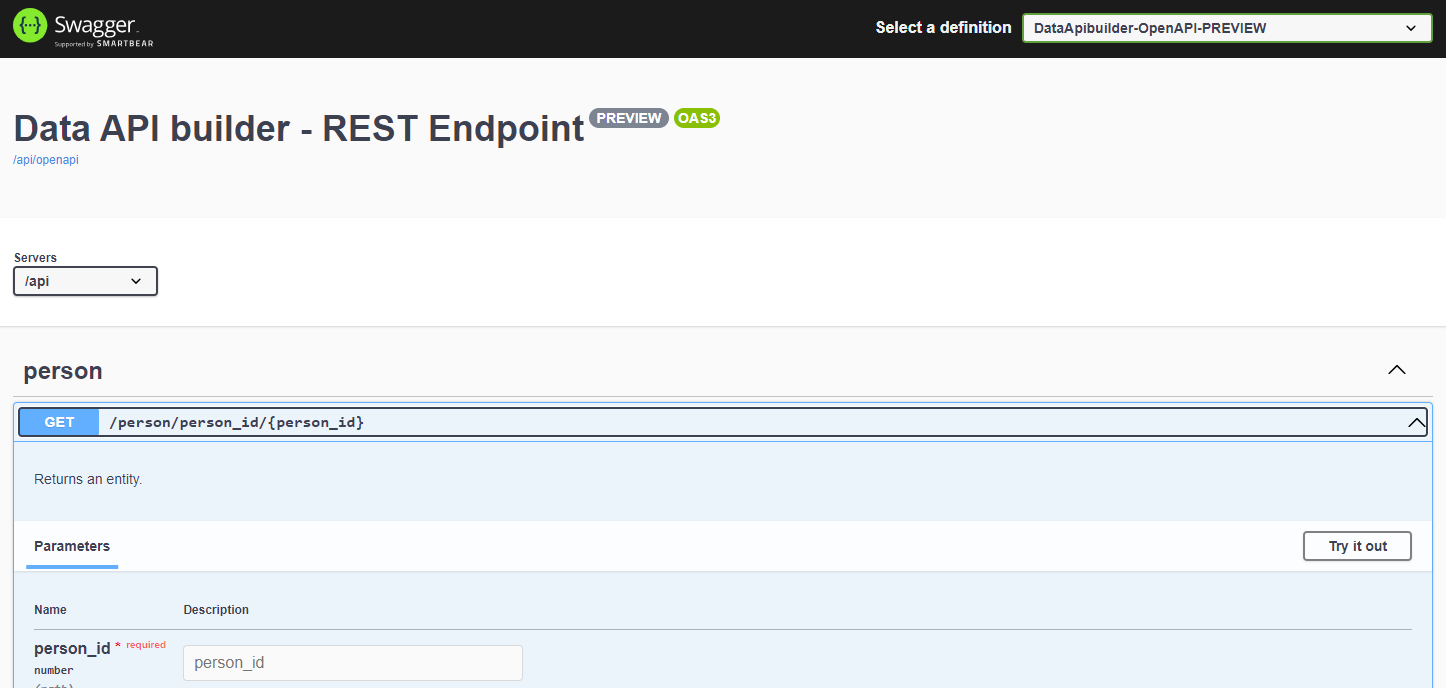 Swagger
Supported by SMARTBEAR
Select a definition
DataApibuilder-OpenAPI-PREVIEW
Data API builder - REST Endpoint PREVIEW OAS3
/api/openapi
Servers
/api
person
GET /person/person_id/{person_id}
Returns an entity.
Parameters
Try it out
Name Description
person_id * required
person_id
number
(path)